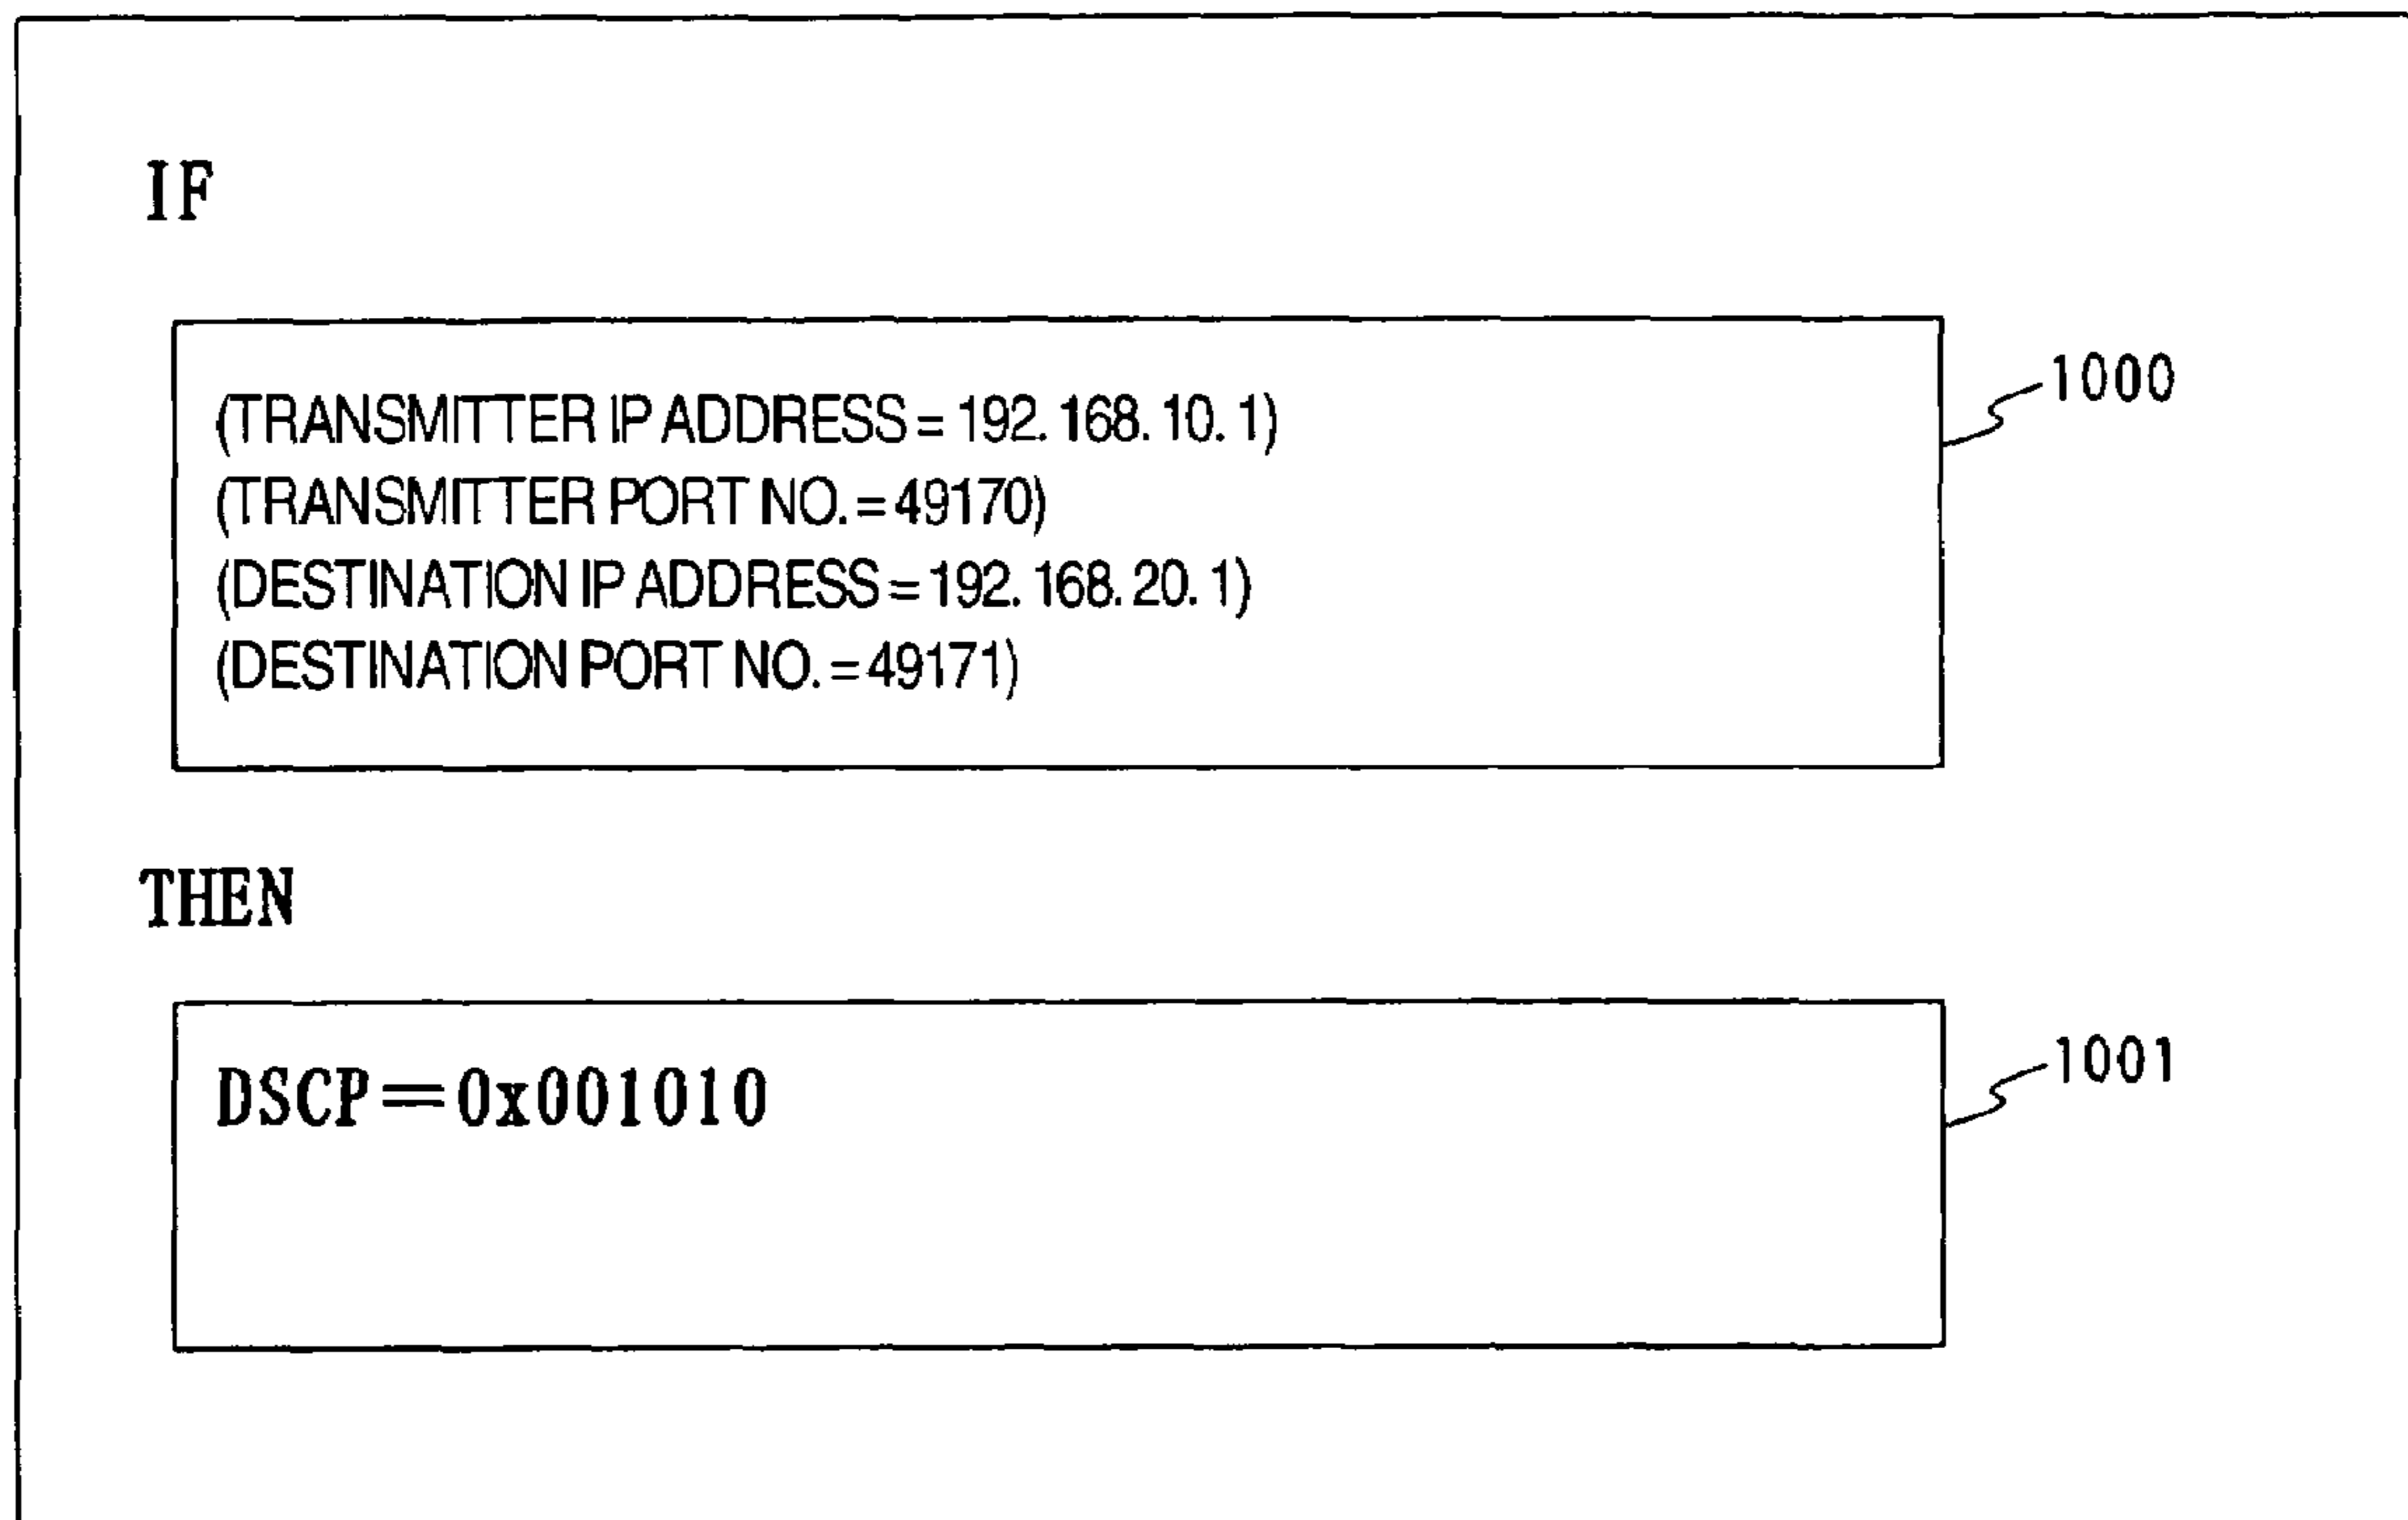 IF
(TRANSMITTER IP ADDRESS = 192. 168. 10. 1)
1000
(TRANSMITTER PORT NO. = 49170)
(DESTINATION IP ADDRESS = 192. 168. 20. 1)
(DESTINATION PORT NO. = 49171)
THEN
DSCP=0x001010
1001